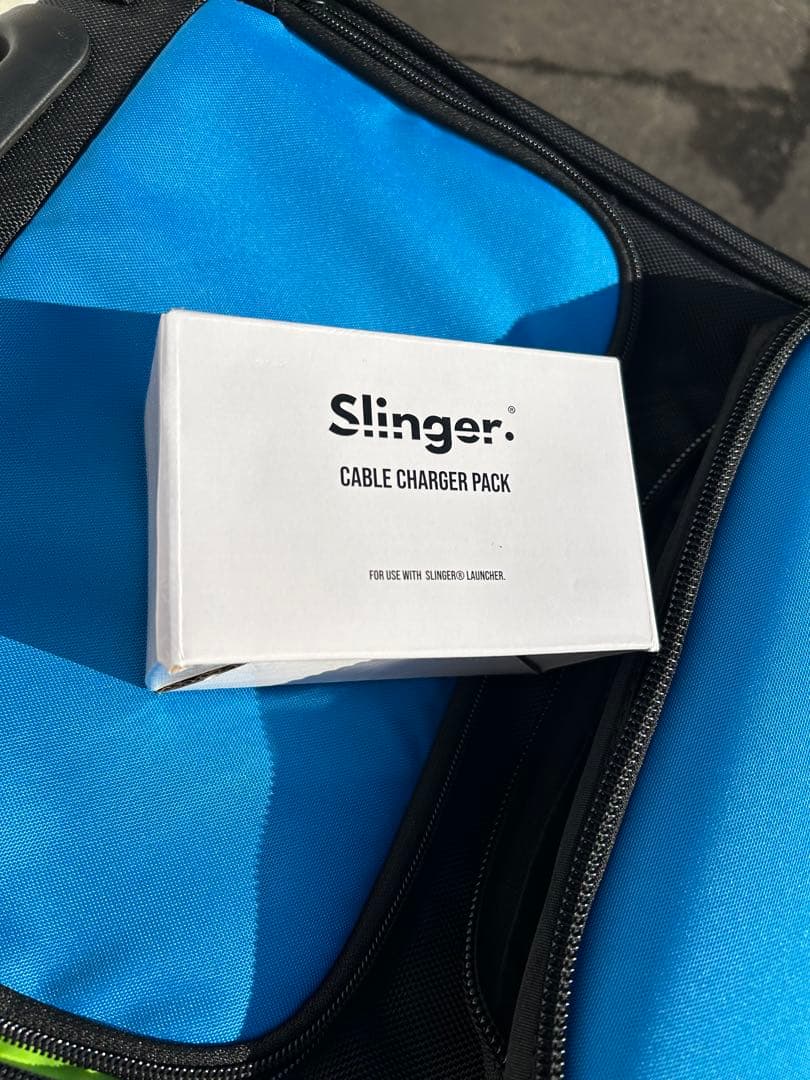 Slinger.®
CABLE CHARGER PACK
FOR USE WITH SLINGER® LAUNCHER.